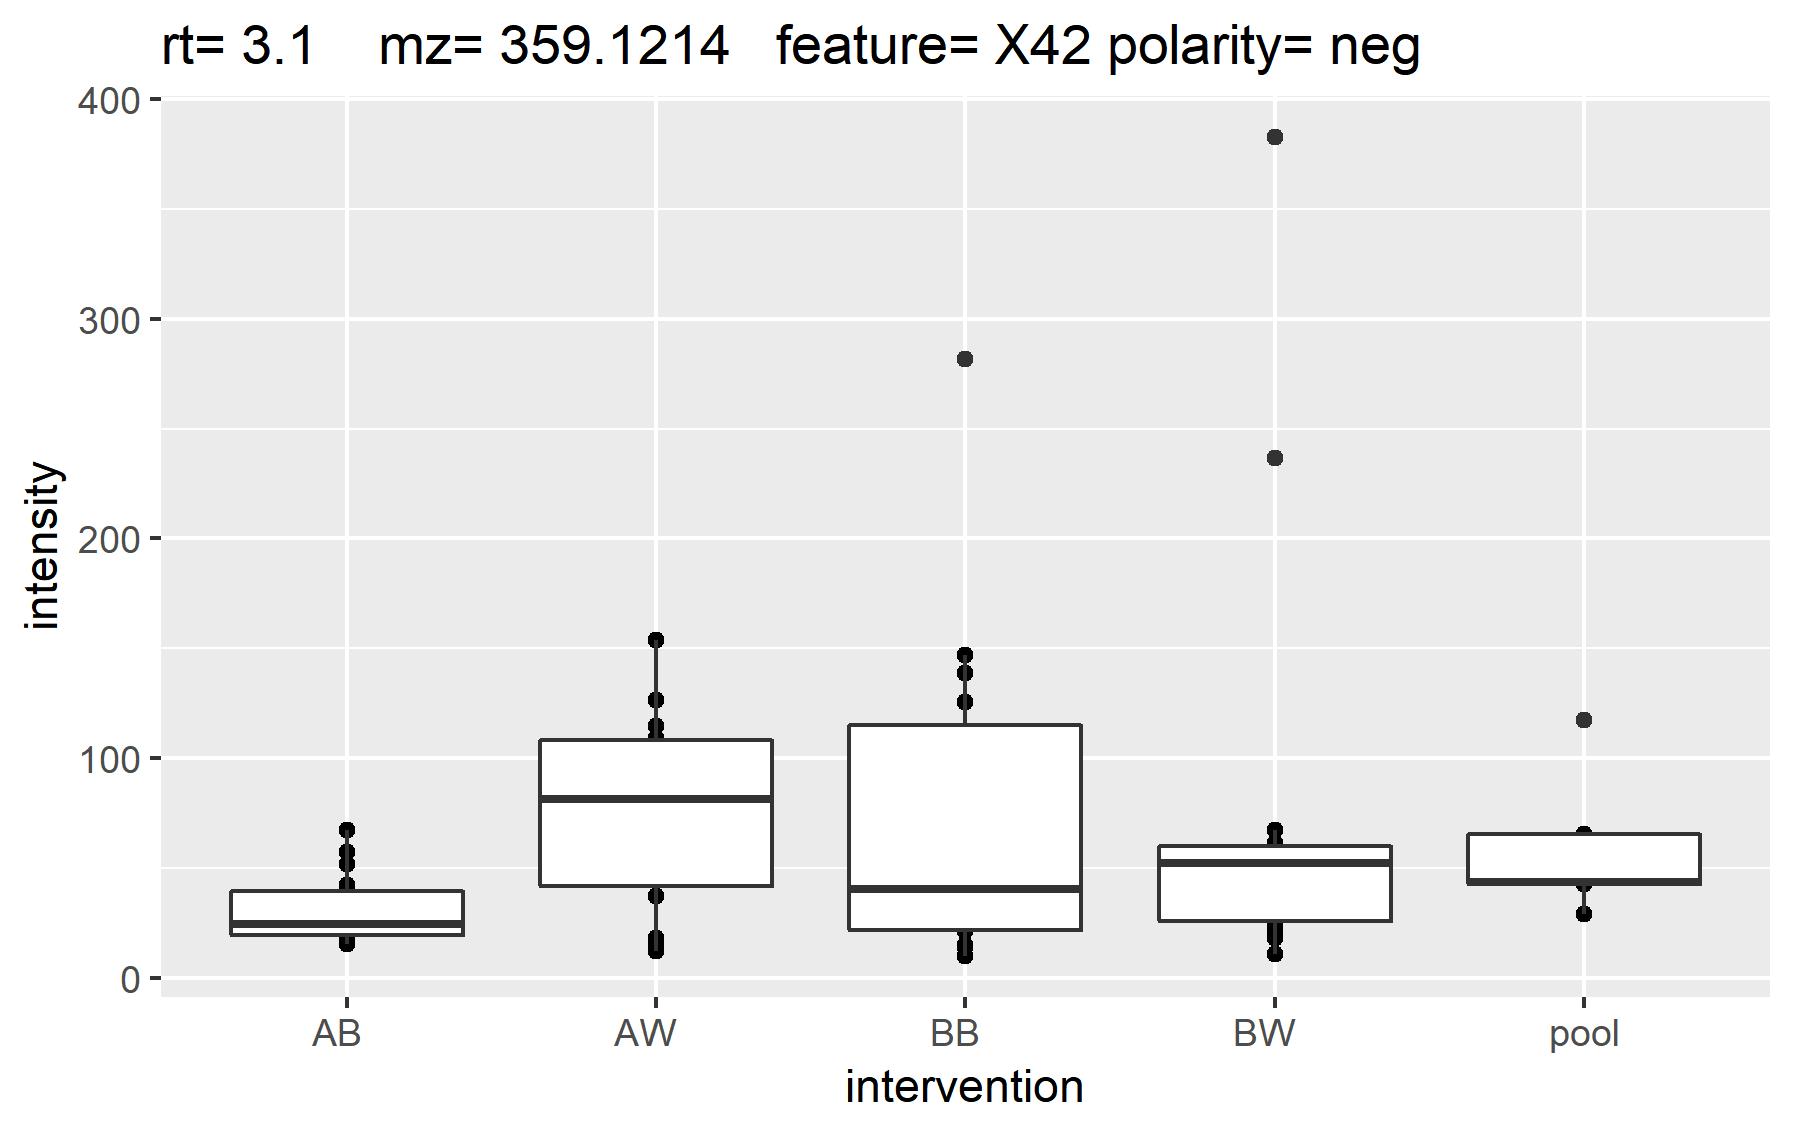 rt= 3.1    mz= 359.1214   feature= X42 polarity= neg
400
300
200
100
0
intensity
AB AW BB BW pool
intervention